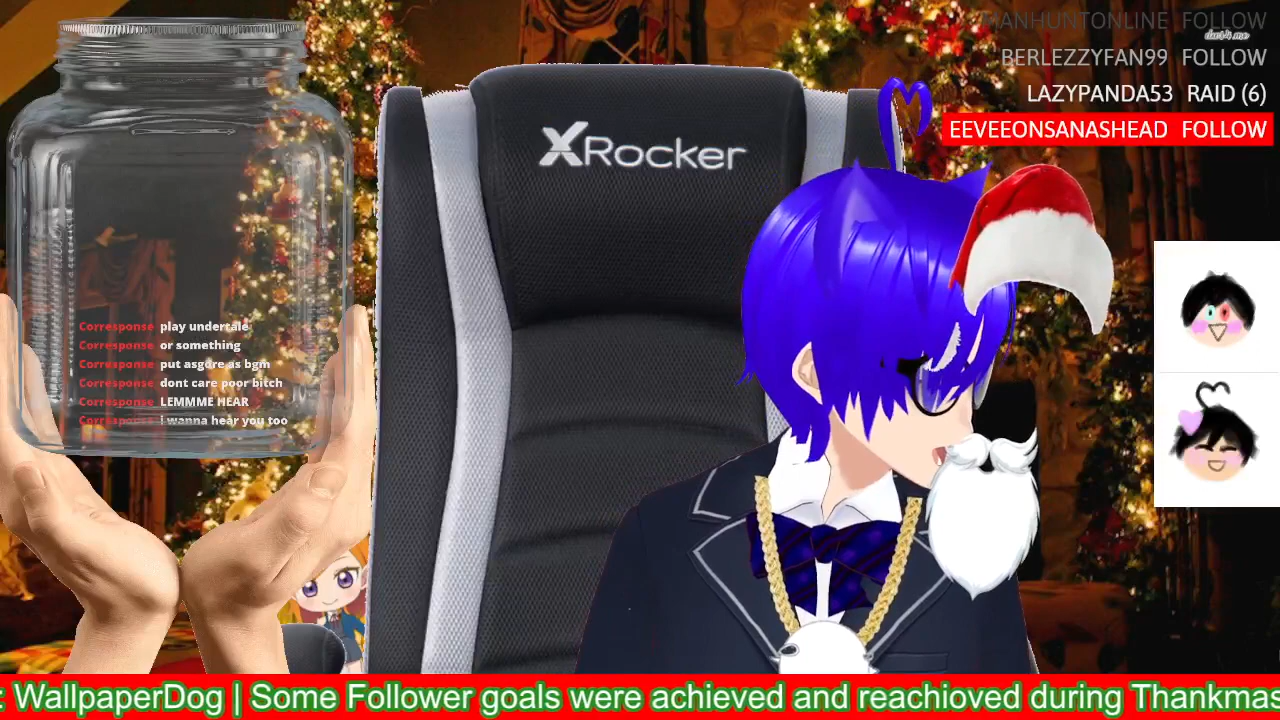 MANHUNTONLINE FOLLOW
BERLEZZYFAN99 FOLLOW
LAZYPANDA53 RAID (6)
EEVEEONSANASHEAD FOLLOW
XRocker
Corresponse play undertale
Corresponse or something
Corresponse put asgore as bgm
Corresponse dont care poor bitch
Corresponse LEMMME HEAR
Corresponse i wanna hear you too
: WallpaperDog | Some Follower goals were achieved and reachioved during Thankmas